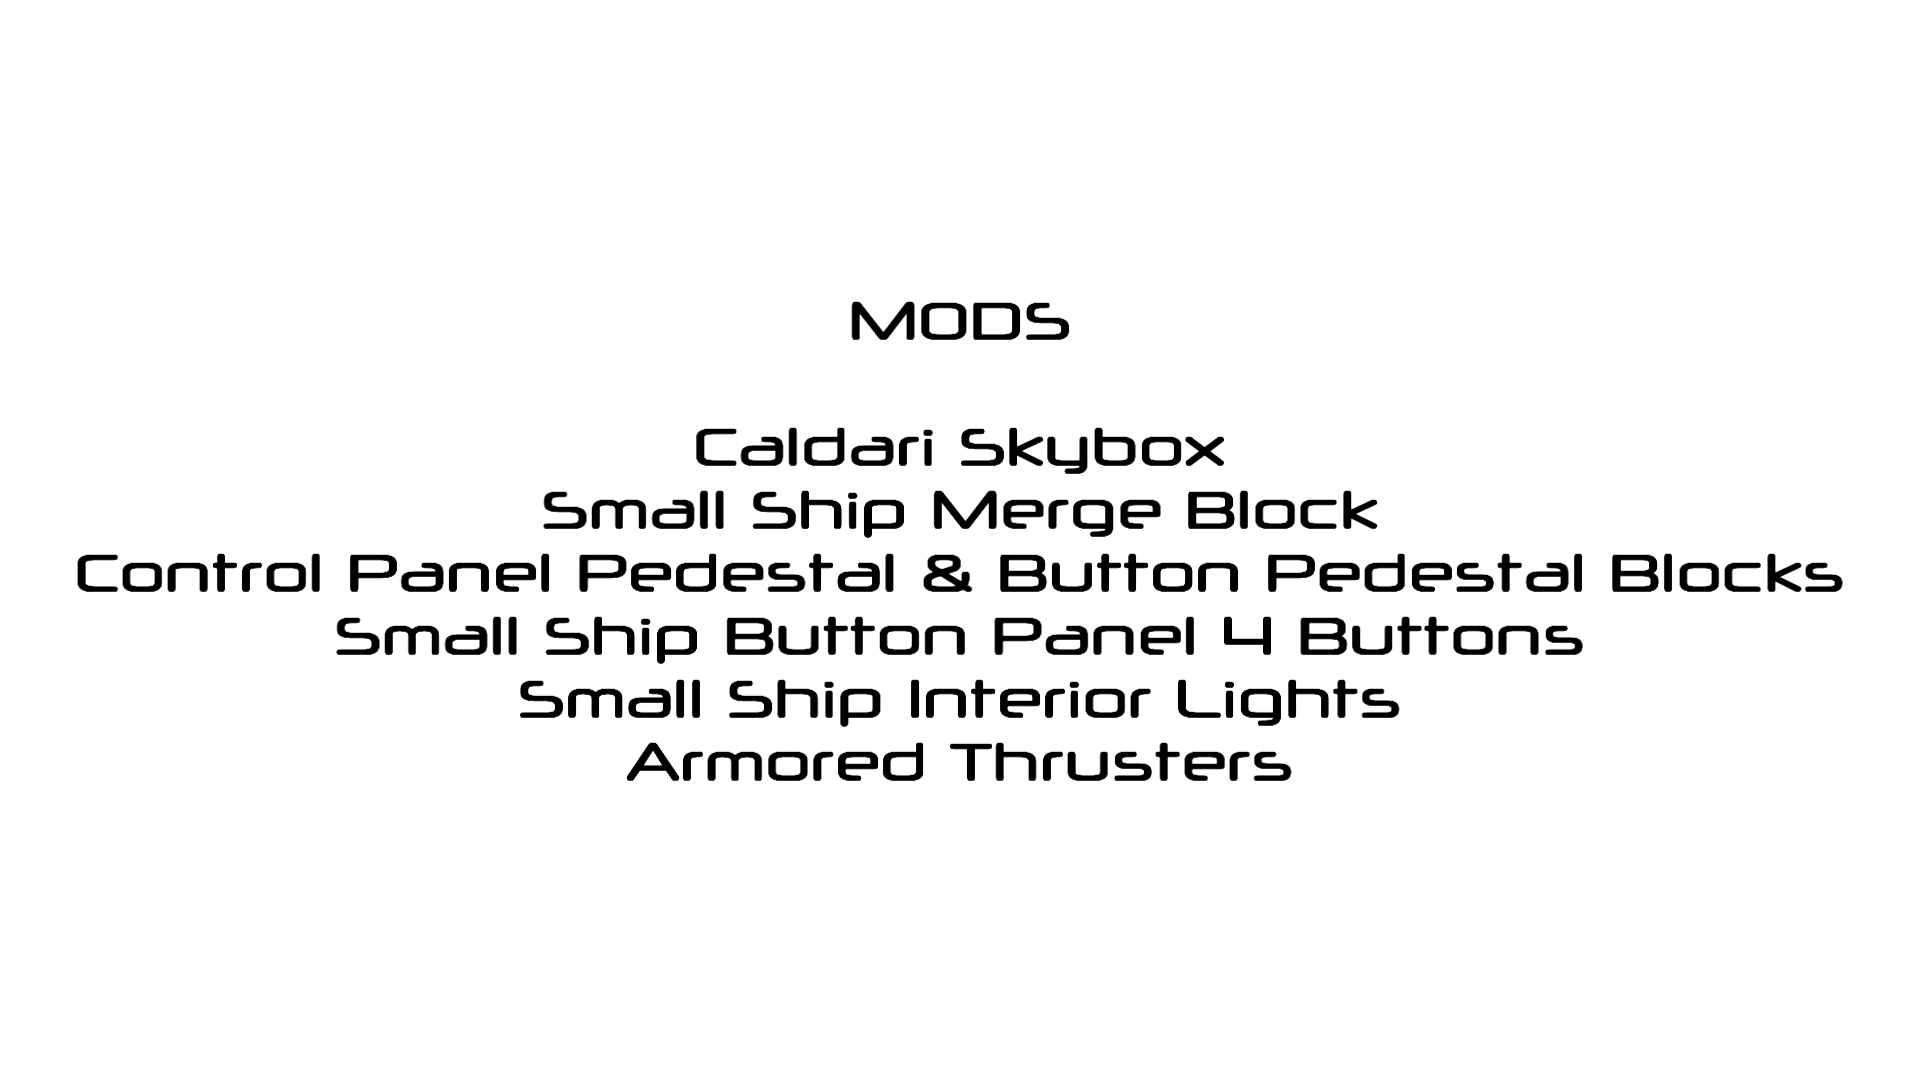 MODS
Caldari Skybox
Small Ship Merge Block
Control Panel Pedestal & Button Pedestal Blocks
Small Ship Button Panel 4 Buttons
Small Ship Interior Lights
Armored Thrusters